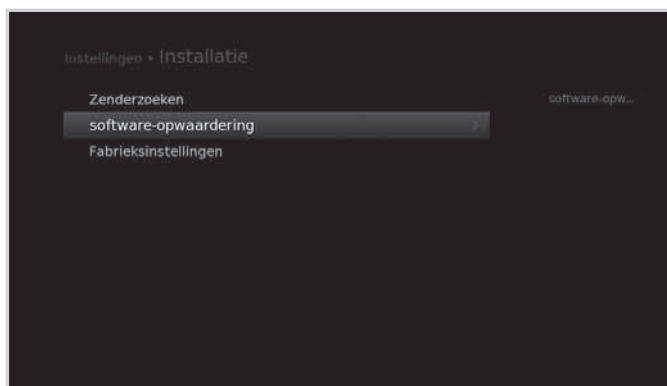 Instellingen • Installatie
Zenderzoeken
software-opw...
software-opwaardering
Fabrieksinstellingen